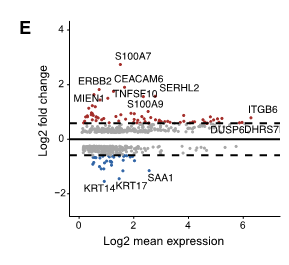 E
4
S100A7
ERBB2
CEACAM6
2
TNFSF10
SERHL2
MIEN1
S100A9
ITGB6
DUSP6
DHRS7
0
KRT14
KRT17
SAA1
−2
0
2
4
6
Log2 fold change
Log2 mean expression